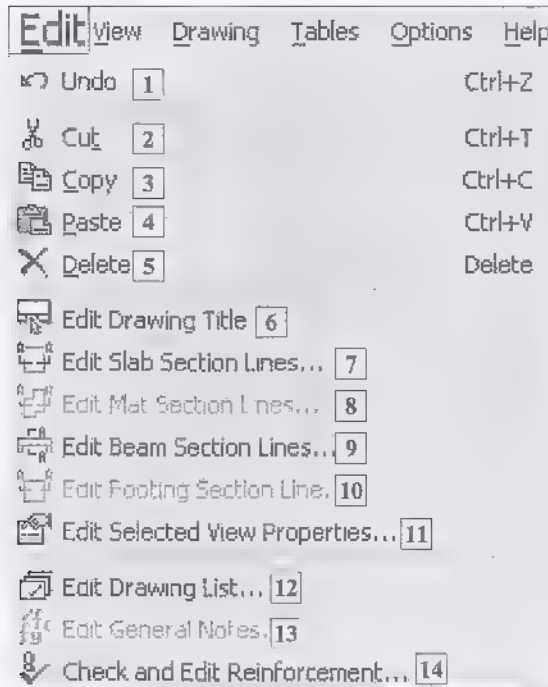 Edit View Drawing Tables Options Help
Undo 1 Ctrl+Z
Cut 2 Ctrl+T
Copy 3 Ctrl+C
Paste 4 Ctrl+V
Delete 5 Delete
Edit Drawing Title 6
Edit Slab Section Lines... 7
Edit Mat Section Lines... 8
Edit Beam Section Lines... 9
Edit Footing Section Line. 10
Edit Selected View Properties... 11
Edit Drawing List... 12
Edit General Notes. 13
Check and Edit Reinforcement... 14